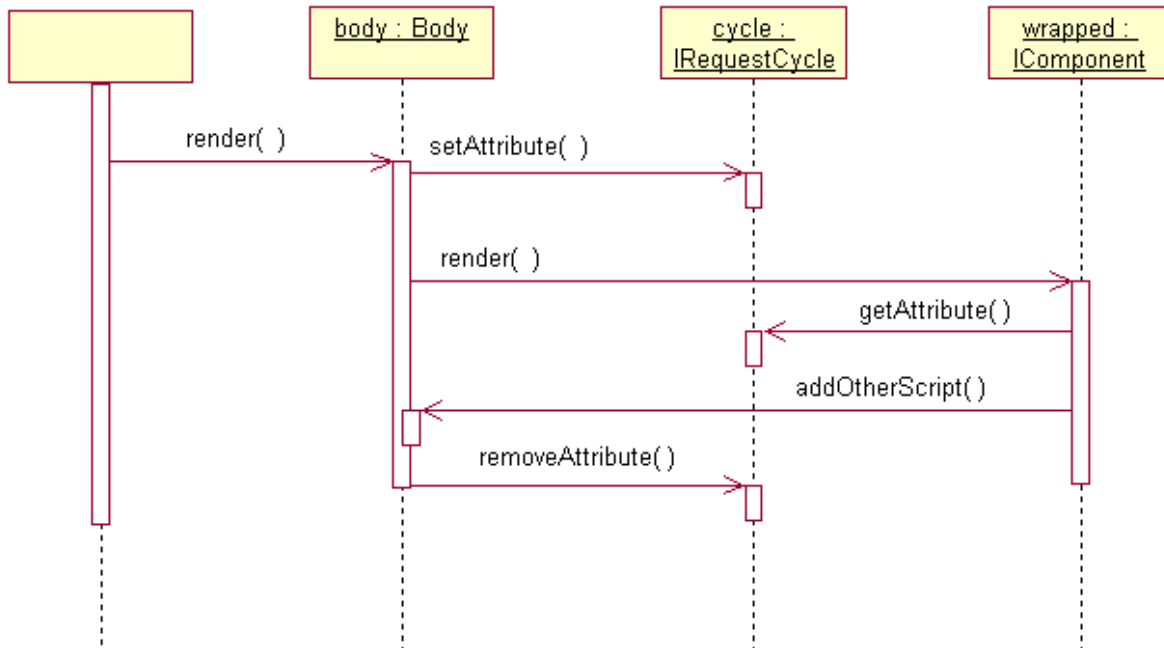 body : Body
cycle :
IRequestCycle
wrapped :
IComponent
render( )
setAttribute( )
render( )
getAttribute( )
addOtherScript( )
removeAttribute( )